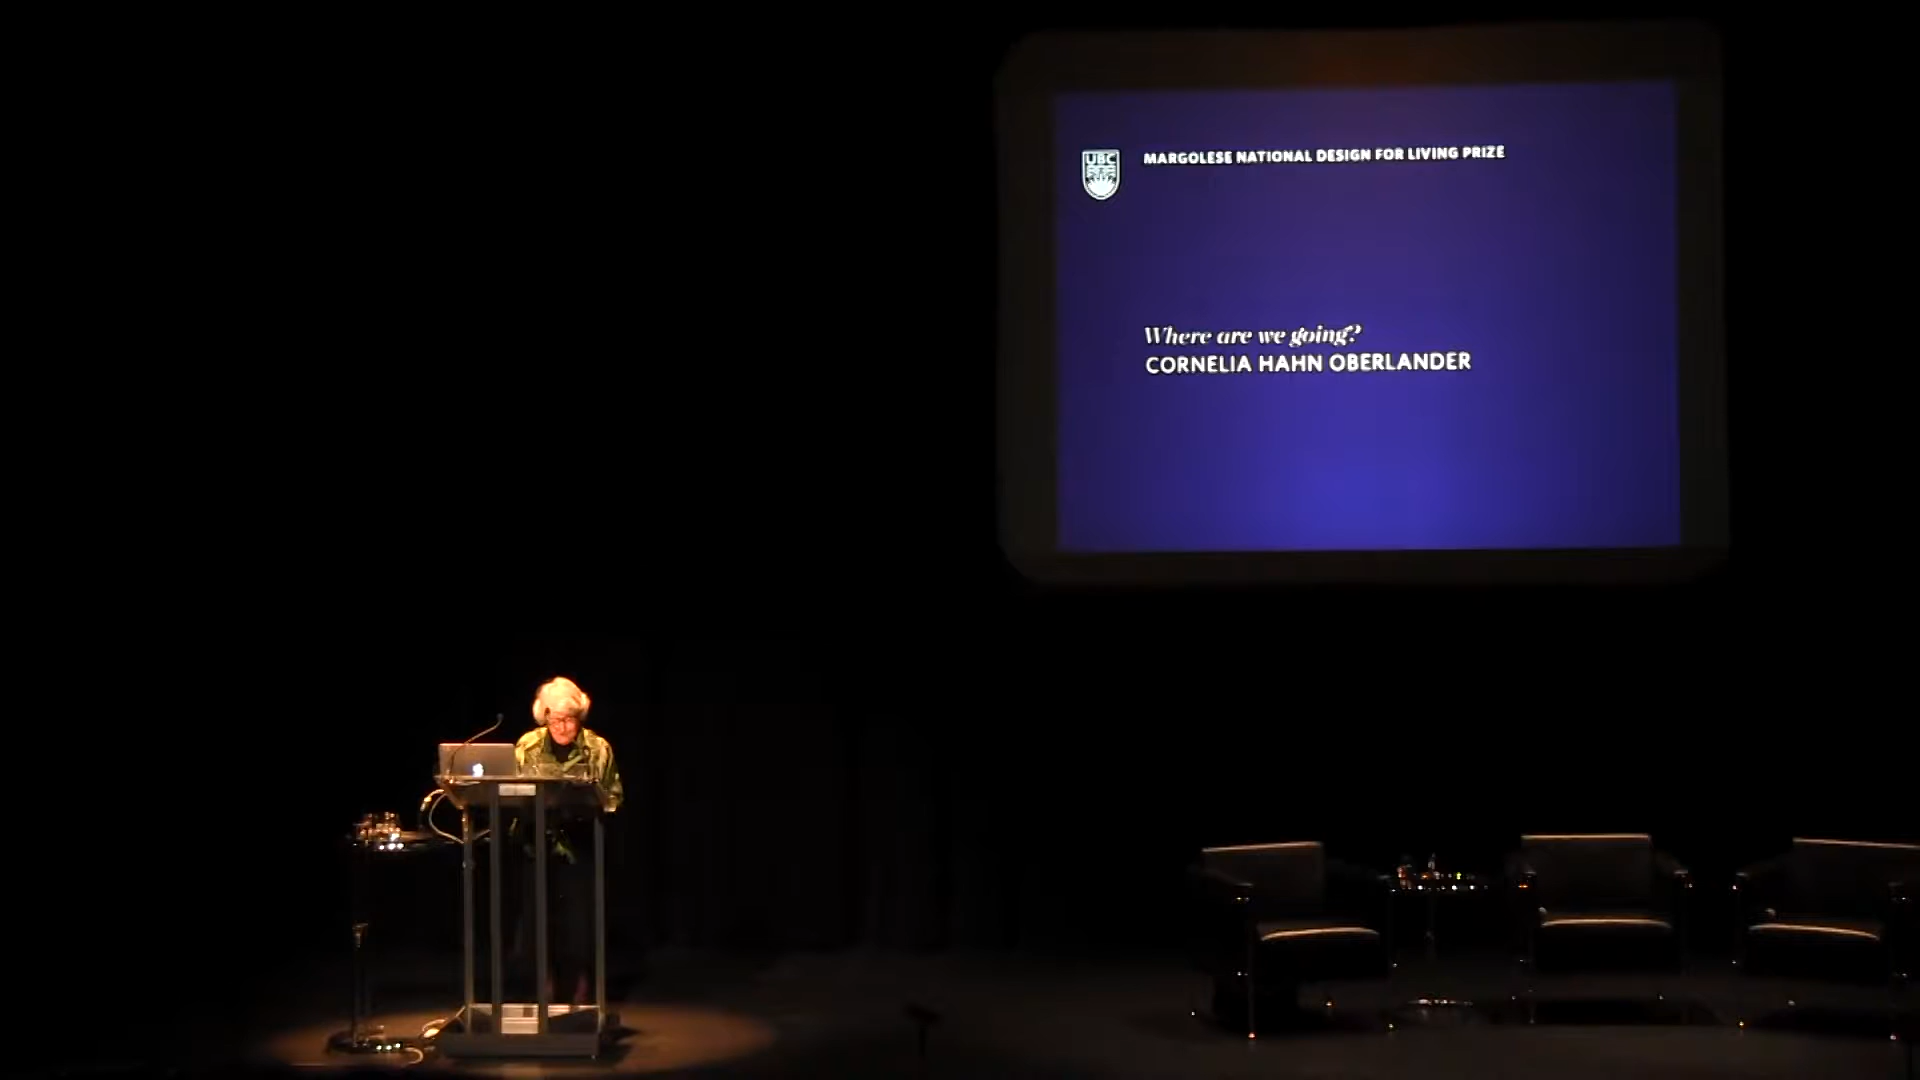 UBC
MARGOLESE NATIONAL DESIGN FOR LIVING PRIZE
Where are we going?
CORNELIA HAHN OBERLANDER